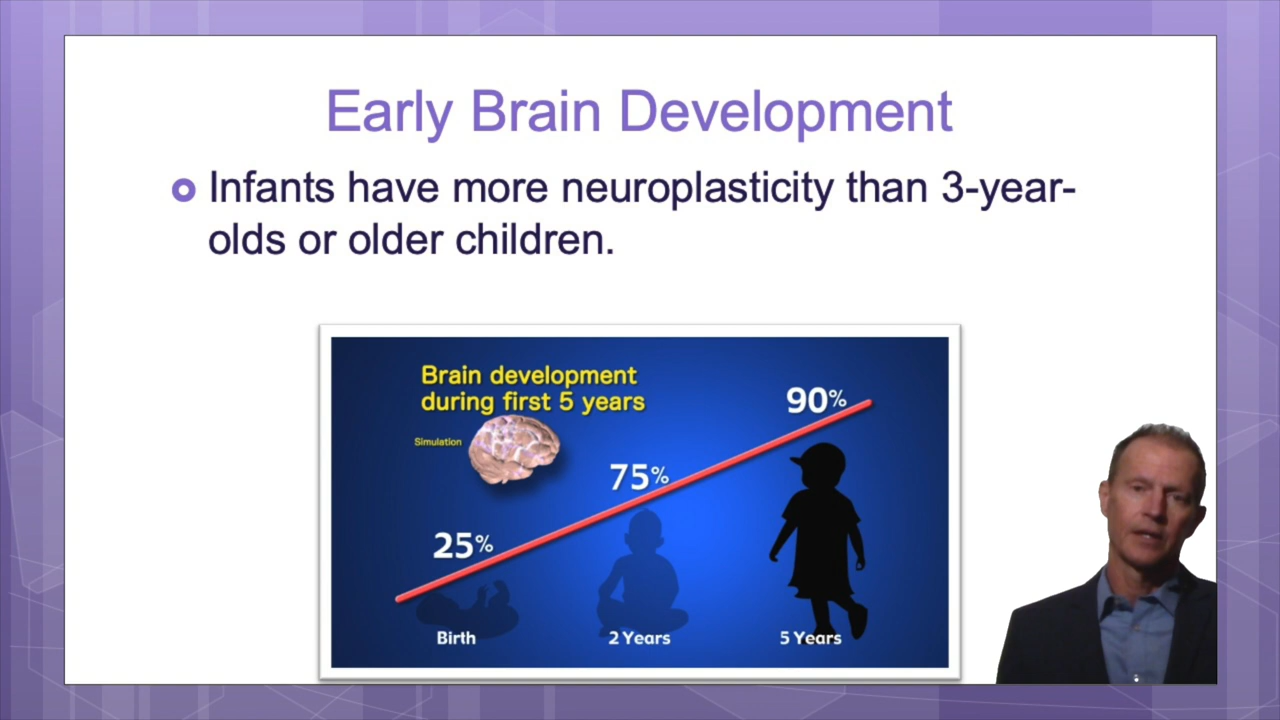 Early Brain Development
Infants have more neuroplasticity than 3-year-
olds or older children.
Brain development
during first 5 years
Simulation
90%
75%
25%
Birth
2 Years
5 Years